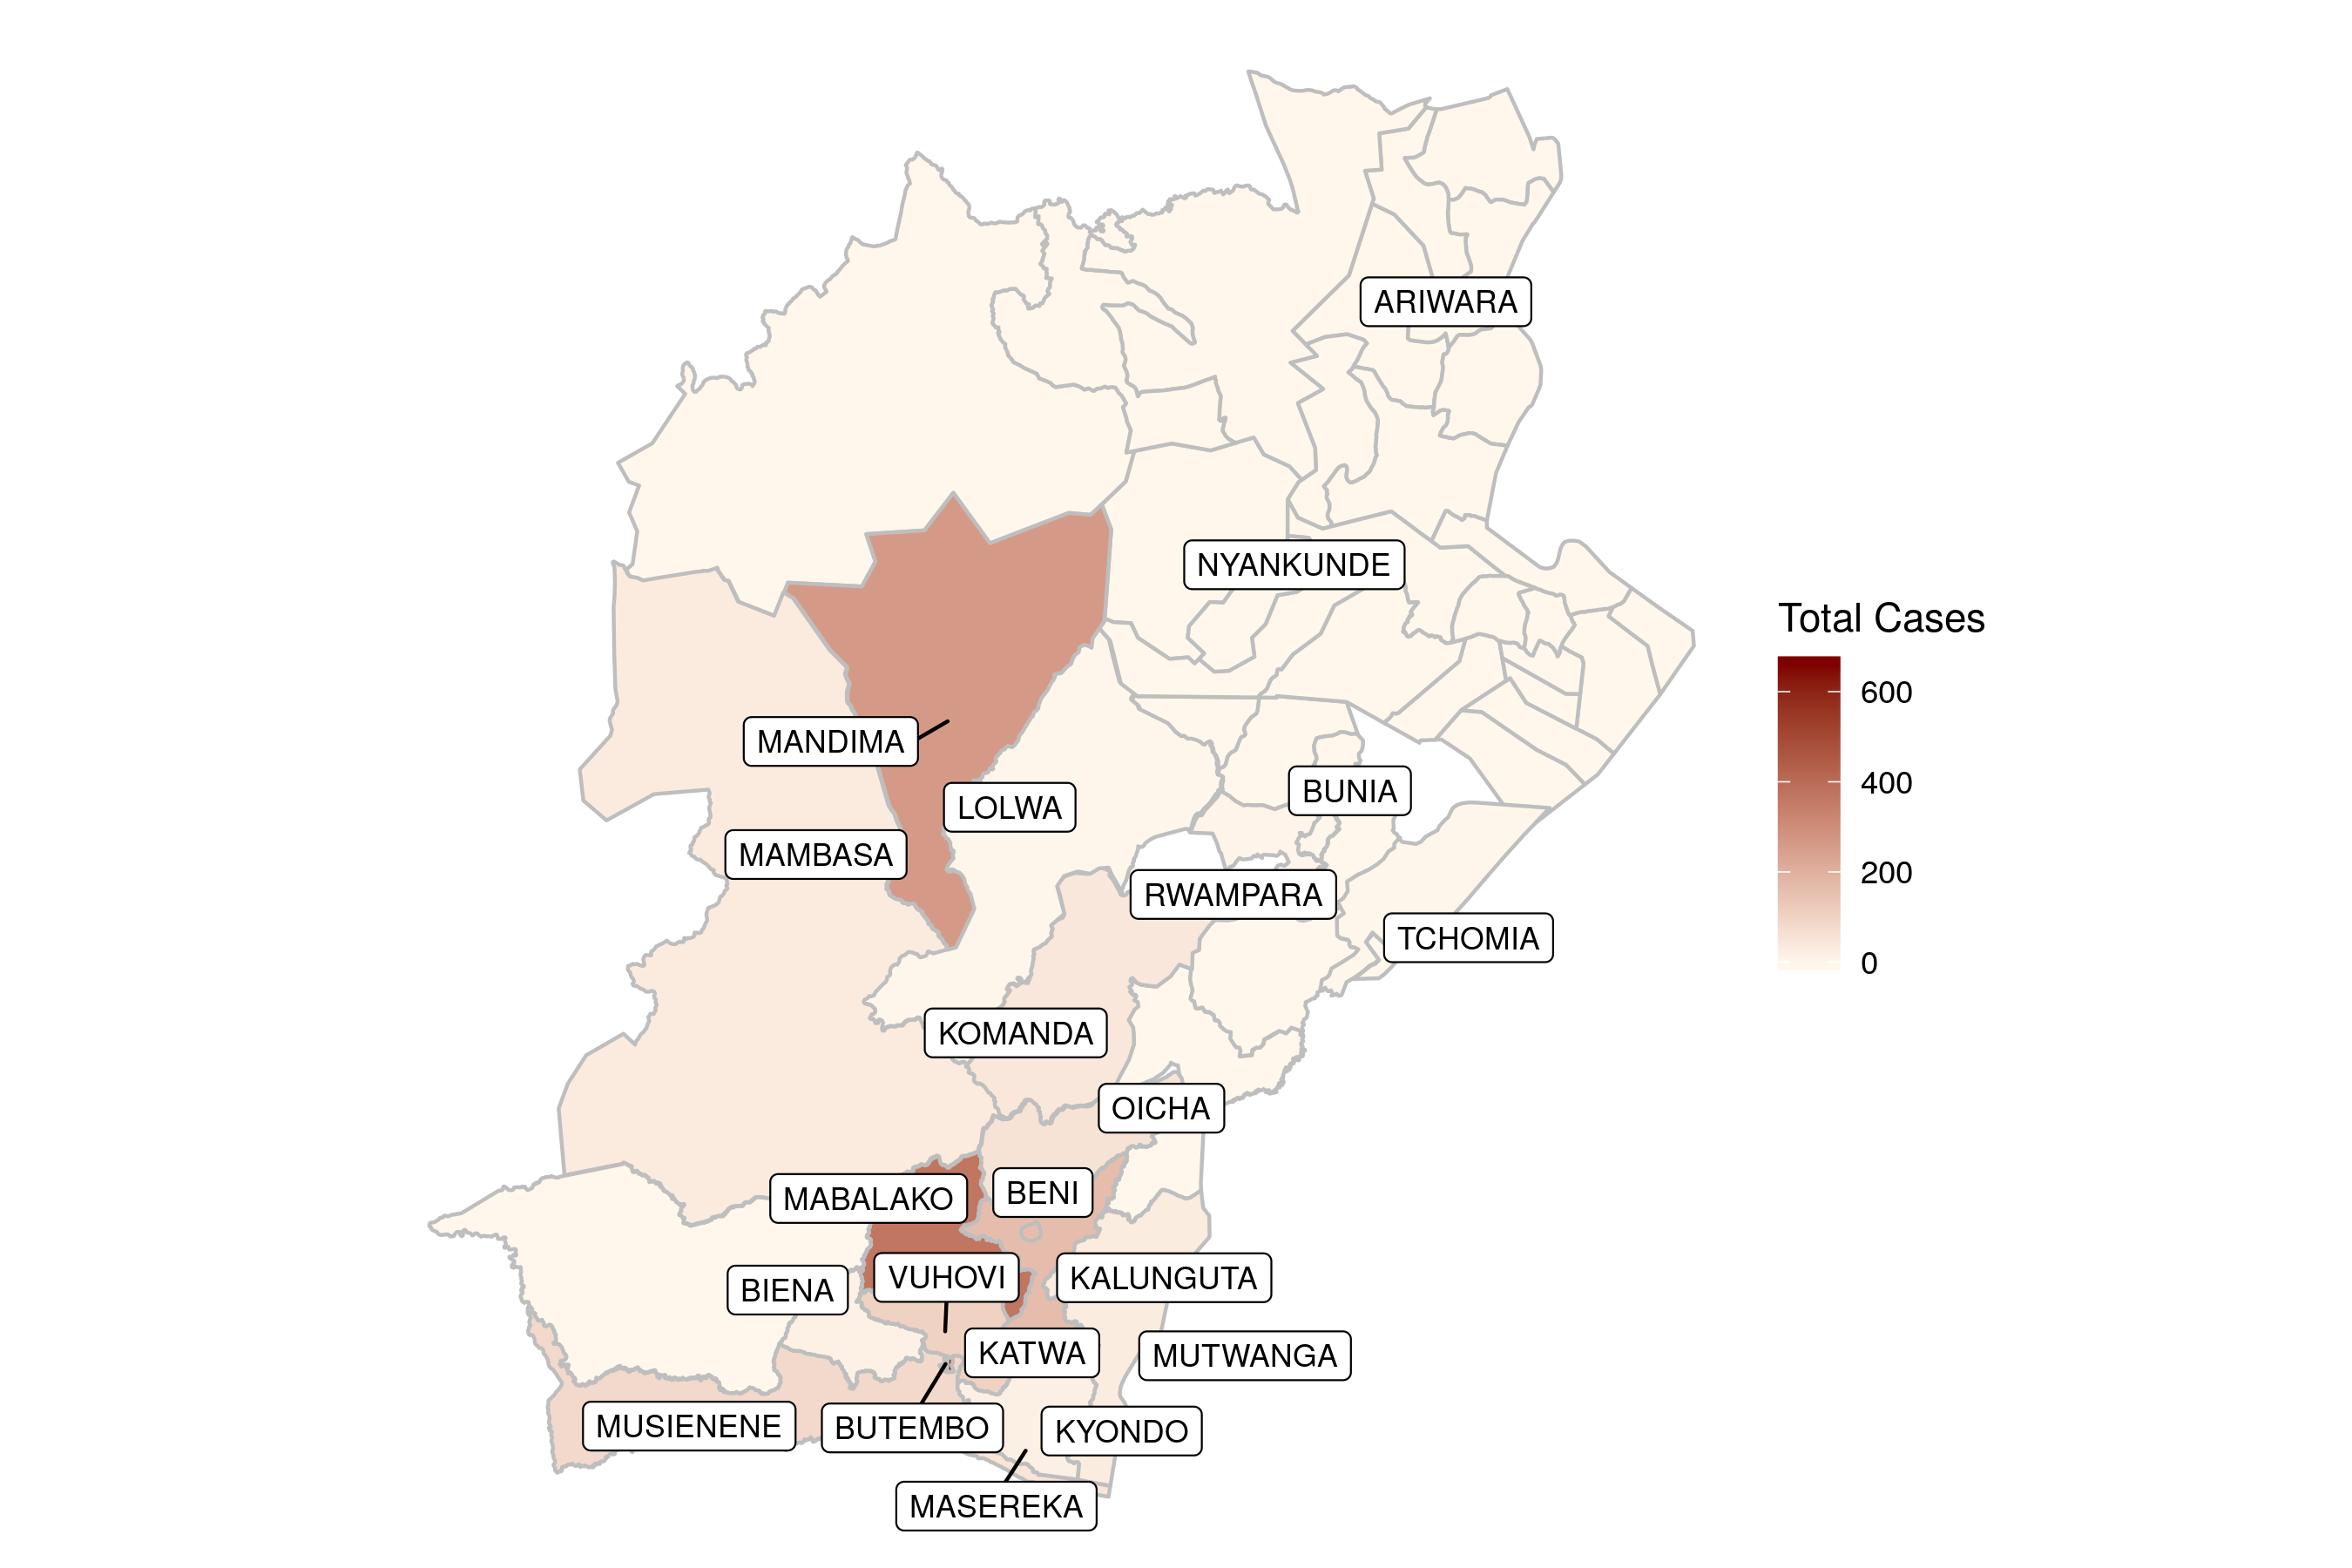 ARIWARA
NYANKUNDE
Total Cases
600
400
200
0
MANDIMA
BUNIA
LOLWA
MAMBASA
RWAMPARA
TCHOMIA
KOMANDA
OICHA
MABALAKO
BENI
VUHOVI
KALUNGUTA
BIENA
KATWA
MUTWANGA
MUSIENENE
BUTEMBO
KYONDO
MASEREKA